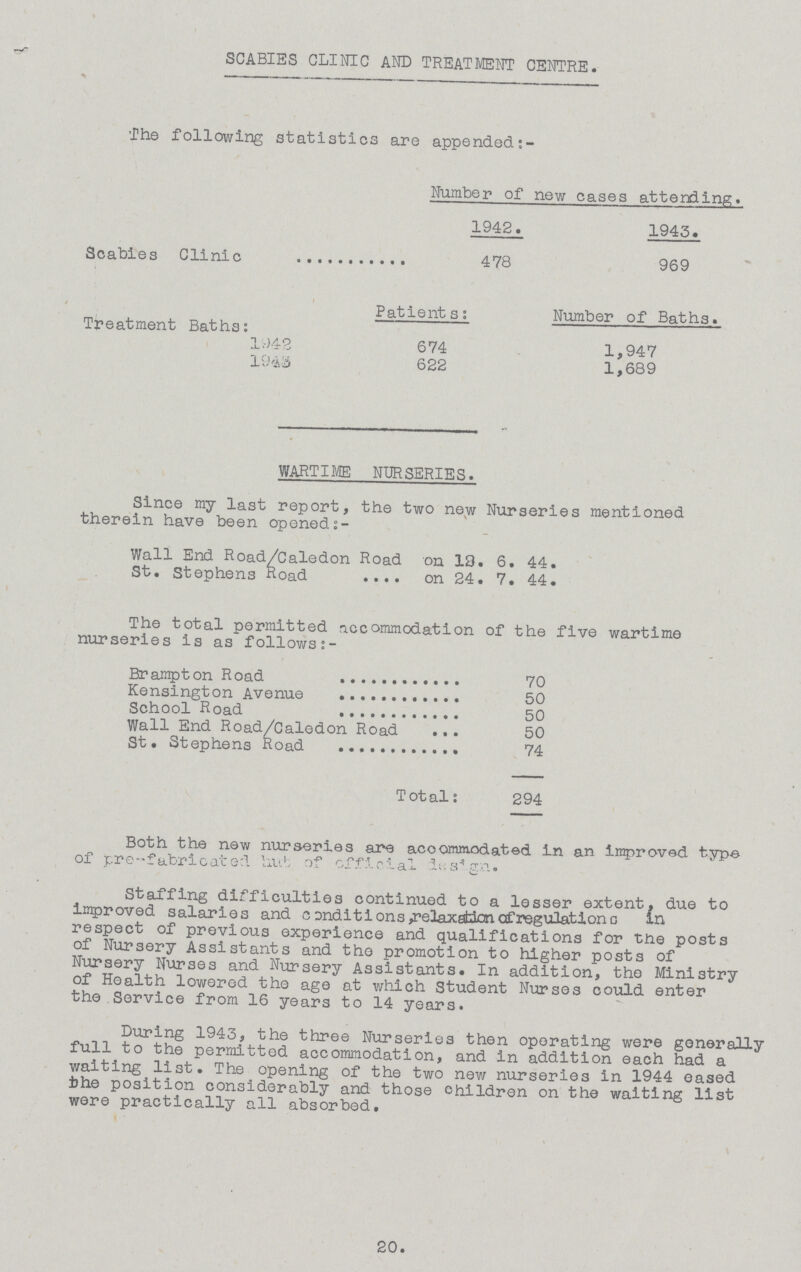 SCABIES CLINIC AND TREATMENT CENTRE.
The following statistics are appended:-
Number of new cases attending.
1942. 1943.
Scabies Clinic ........... 478 969
Patients: Number of Baths.
Treatment Baths:
1942 674 1,947
1943 622 1,689
WARTIME NURSERIES.
Since my last report, the two new Nurseries mentioned
therein have been opened:-
Wall End Road/Caledon Road on 6. 44.
St. Stephens Road .... on 24. 7. 44.
The total permitted accommodation of the five wartime
nurseries is as follows:-
Brampton Road ............ 70
Kensington Avenue ............ 50
School Road ............ 50
Wall End Road/Caledon Road ... 50
St. Stephens Road ............ 74
Total: 294
Both the new nurseries are accommodated in an improved type
of pre-fabricated hut of official design.
Staffing difficulties continued to a lesser extent, due to
improved salaries and conditions,relaxation of regulations in
respect of previous experience and qualifications for the posts
of Nursery Assistants and the promotion to higher posts of
Nursery Nurses and Nursery Assistants. In addition, the Ministry
of Health lowered the age at which Student Nurses could enter
the Service from 16 years to 14 years.
During 1943, the three Nurseries then operating were generally
full to the permitted accommodation, and in addition each had a
waiting list. The opening of the two new nurseries in 1944 eased
the position considerably and those children on the waiting list
were practically all absorbed.
20.